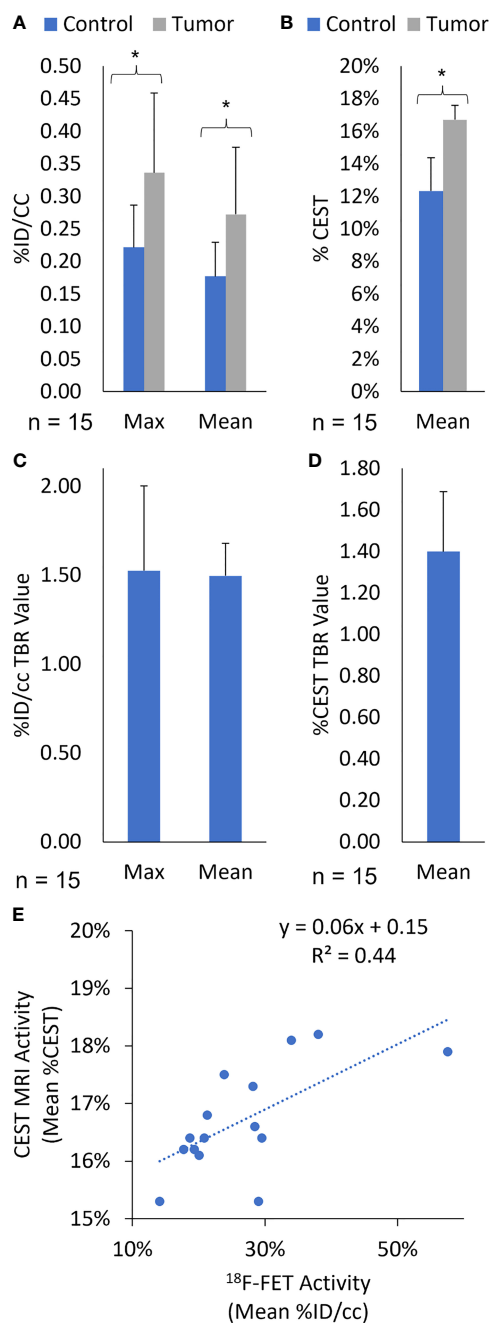 A
Control Tumor
0.50
0.45
0.40
0.35
0.30
0.25
0.20
0.15
0.10
0.05
0.00
%ID/CC
*
*
n = 15
Max Mean
B
Control Tumor
20%
18%
16%
14%
12%
10%
8%
6%
4%
2%
0%
% CEST
*
n = 15
Mean
C
2.00
1.50
1.00
0.50
0.00
%ID/cc TBR Value
n = 15
Max Mean
D
1.80
1.60
1.40
1.20
1.00
0.80
0.60
0.40
0.20
0.00
%CEST TBR Value
n = 15
Mean
E
20%
19%
18%
17%
16%
15%
CEST MRI Activity
(Mean %CEST)
y = 0.06x + 0.15
R² = 0.44
10% 30% 50%
¹⁸F-FET Activity
(Mean %ID/cc)